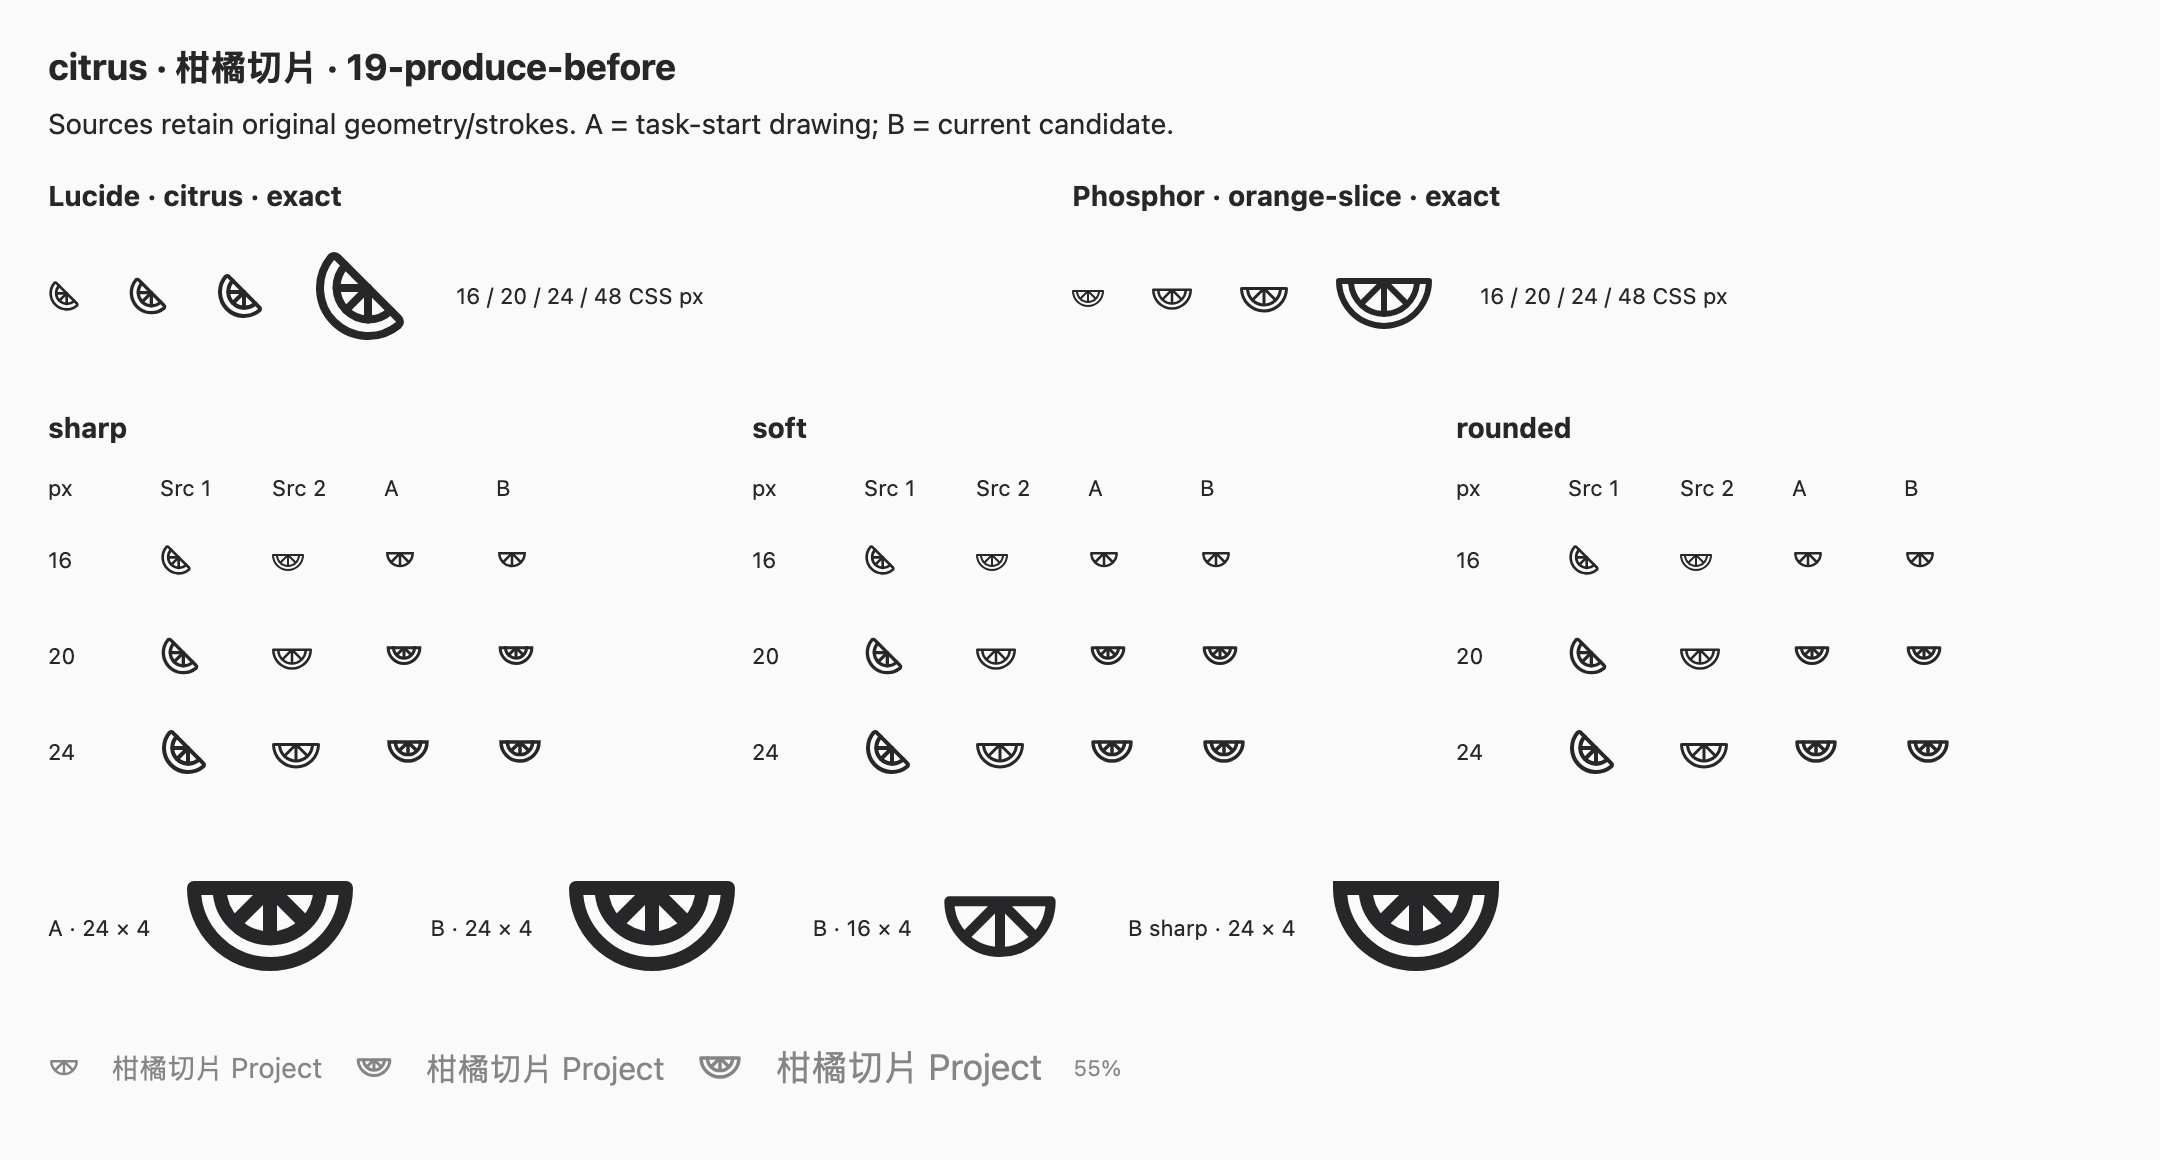 citrus · 柑橘切片 · 19-produce-before
Sources retain original geometry/strokes. A = task-start drawing; B = current candidate.
Lucide · citrus · exact
16 / 20 / 24 / 48 CSS px
Phosphor · orange-slice · exact
16 / 20 / 24 / 48 CSS px
sharp
px Src 1 Src 2 A B
16
20
24
soft
px Src 1 Src 2 A B
16
20
24
rounded
px Src 1 Src 2 A B
16
20
24
A · 24 × 4
B · 24 × 4
B · 16 × 4
B sharp · 24 × 4
柑橘切片 Project 柑橘切片 Project 柑橘切片 Project 55%